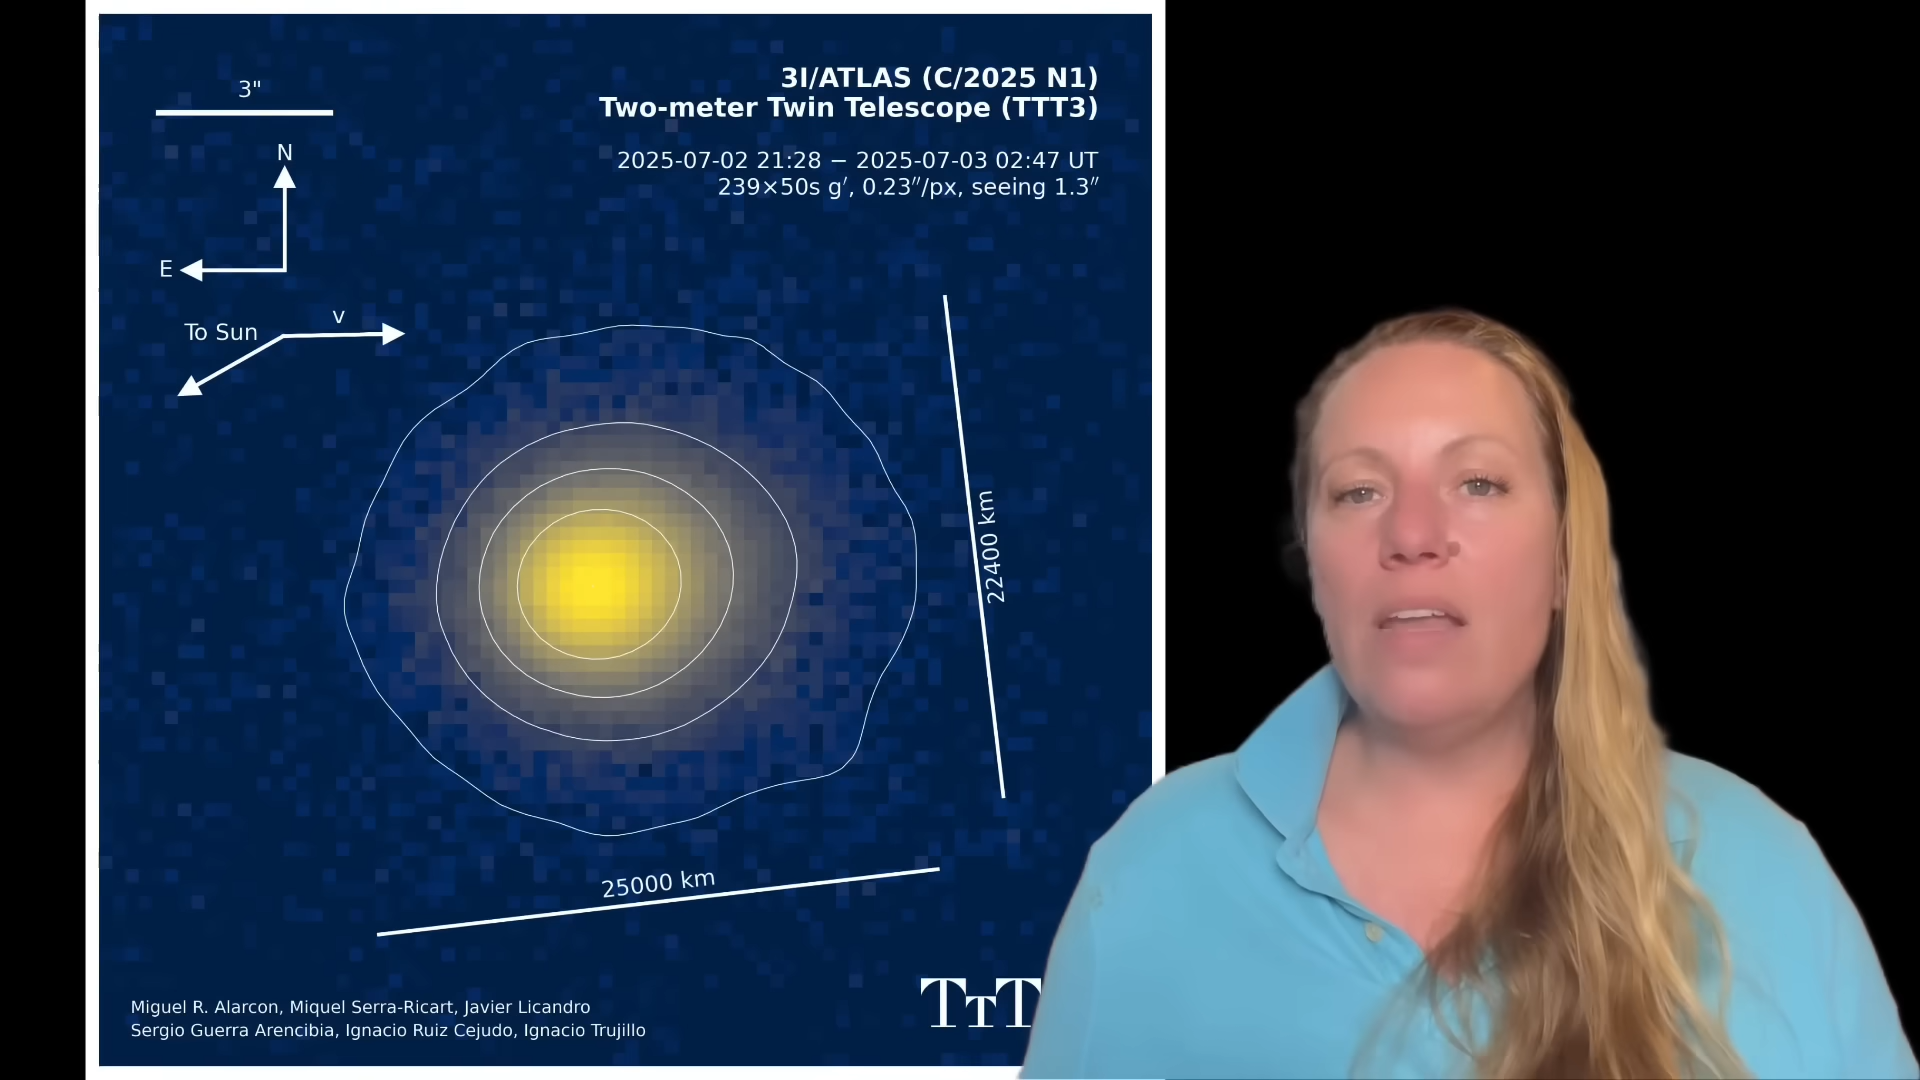 3"
3I/ATLAS (C/2025 N1)
Two-meter Twin Telescope (TTT3)
N
2025-07-02 21:28 − 2025-07-03 02:47 UT
239×50s g′, 0.23″/px, seeing 1.3″
E
v
To Sun
22400 km
25000 km
Miguel R. Alarcon, Miquel Serra-Ricart, Javier Licandro
Sergio Guerra Arencibia, Ignacio Ruiz Cejudo, Ignacio Trujillo
TTT